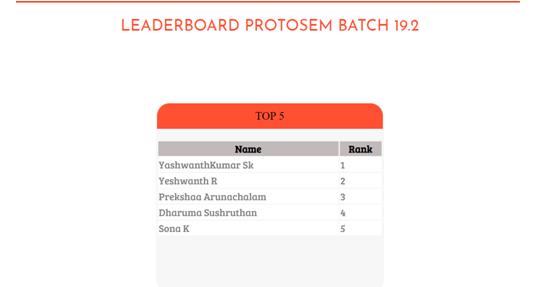 LEADERBOARD PROTOSEM BATCH 19.2
TOP 5
Name Rank
YashwanthKumar Sk 1
Yeshwanth R 2
Prekshaa Arunachalam 3
Dharuma Sushruthan 4
Sona K 5